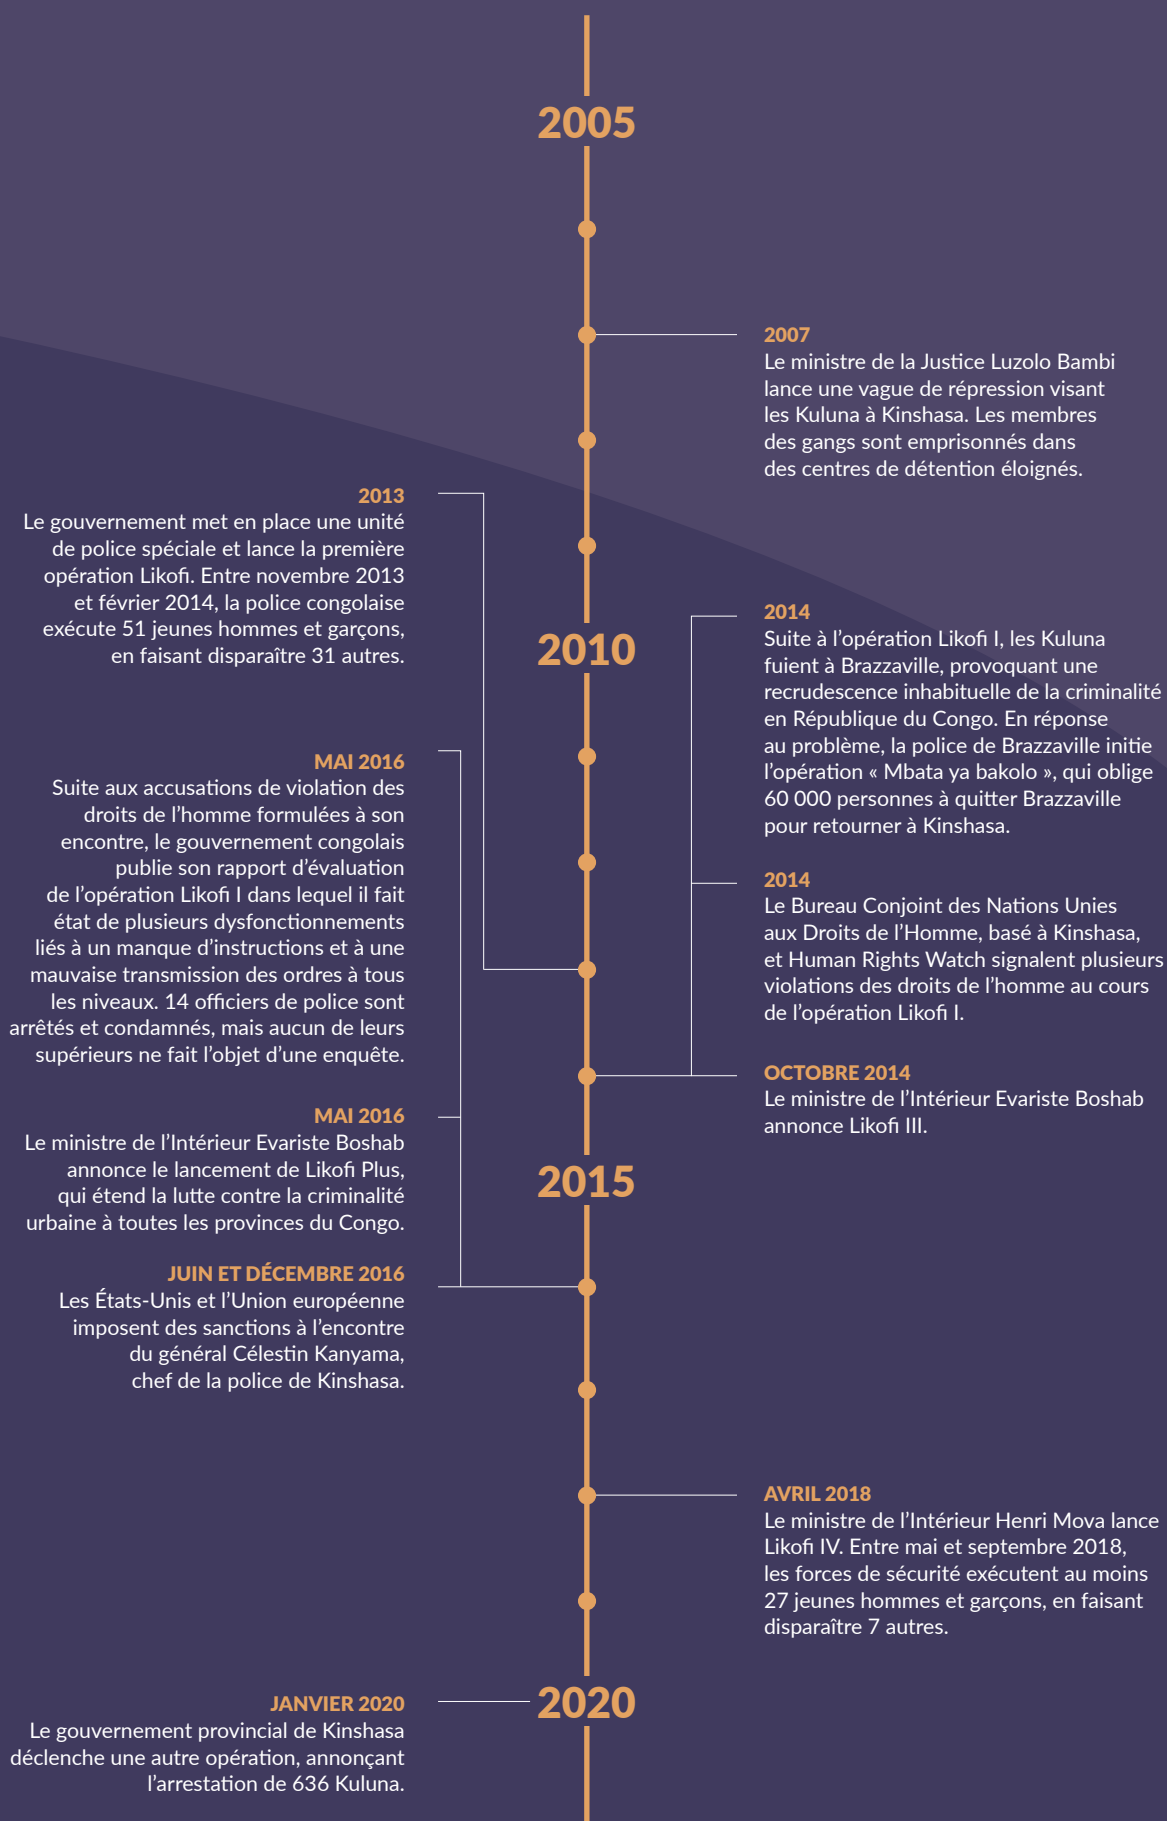 2005
2007
Le ministre de la Justice Luzolo Bambi
lance une vague de répression visant
les Kuluna à Kinshasa. Les membres
des gangs sont emprisonnés dans
des centres de détention éloignés.
2013
Le gouvernement met en place une unité
de police spéciale et lance la première
opération Likofi. Entre novembre 2013
et février 2014, la police congolaise
exécute 51 jeunes hommes et garçons,
en faisant disparaître 31 autres.
2010
2014
Suite à l’opération Likofi I, les Kuluna
fuient à Brazzaville, provoquant une
recrudescence inhabituelle de la criminalité
en République du Congo. En réponse
au problème, la police de Brazzaville initie
l’opération « Mbata ya bakolo », qui oblige
60 000 personnes à quitter Brazzaville
pour retourner à Kinshasa.
MAI 2016
Suite aux accusations de violation des
droits de l’homme formulées à son
encontre, le gouvernement congolais
publie son rapport d’évaluation
de l’opération Likofi I dans lequel il fait
état de plusieurs dysfonctionnements
liés à un manque d’instructions et à une
mauvaise transmission des ordres à tous
les niveaux. 14 officiers de police sont
arrêtés et condamnés, mais aucun de leurs
supérieurs ne fait l’objet d’une enquête.
2014
Le Bureau Conjoint des Nations Unies
aux Droits de l’Homme, basé à Kinshasa,
et Human Rights Watch signalent plusieurs
violations des droits de l’homme au cours
de l’opération Likofi I.
OCTOBRE 2014
Le ministre de l’Intérieur Evariste Boshab
annonce Likofi III.
MAI 2016
Le ministre de l’Intérieur Evariste Boshab
annonce le lancement de Likofi Plus,
qui étend la lutte contre la criminalité
urbaine à toutes les provinces du Congo.
2015
JUIN ET DÉCEMBRE 2016
Les États-Unis et l’Union européenne
imposent des sanctions à l’encontre
du général Célestin Kanyama,
chef de la police de Kinshasa.
AVRIL 2018
Le ministre de l’Intérieur Henri Mova lance
Likofi IV. Entre mai et septembre 2018,
les forces de sécurité exécutent au moins
27 jeunes hommes et garçons, en faisant
disparaître 7 autres.
2020
JANVIER 2020
Le gouvernement provincial de Kinshasa
déclenche une autre opération, annonçant
l’arrestation de 636 Kuluna.